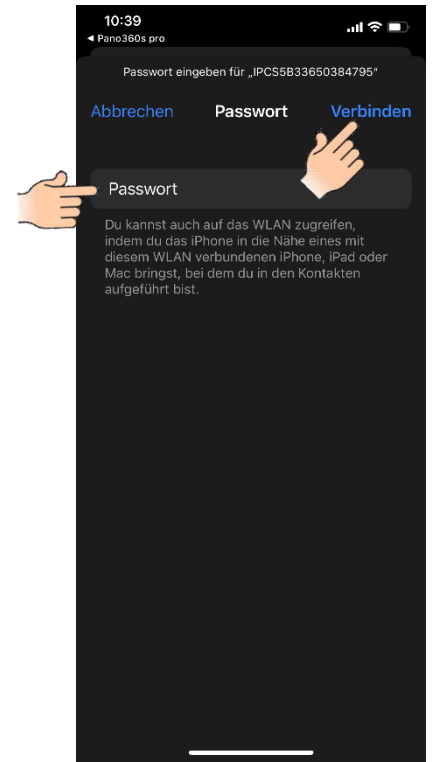 10:39
◄ Pano360s pro
Passwort eingeben für „IPCS5B33650384795“
Abbrechen Passwort Verbinden
Passwort
Du kannst auch auf das WLAN zugreifen,
indem du das iPhone in die Nähe eines mit
diesem WLAN verbundenen iPhone, iPad oder
Mac bringst, bei dem du in den Kontakten
aufgeführt bist.